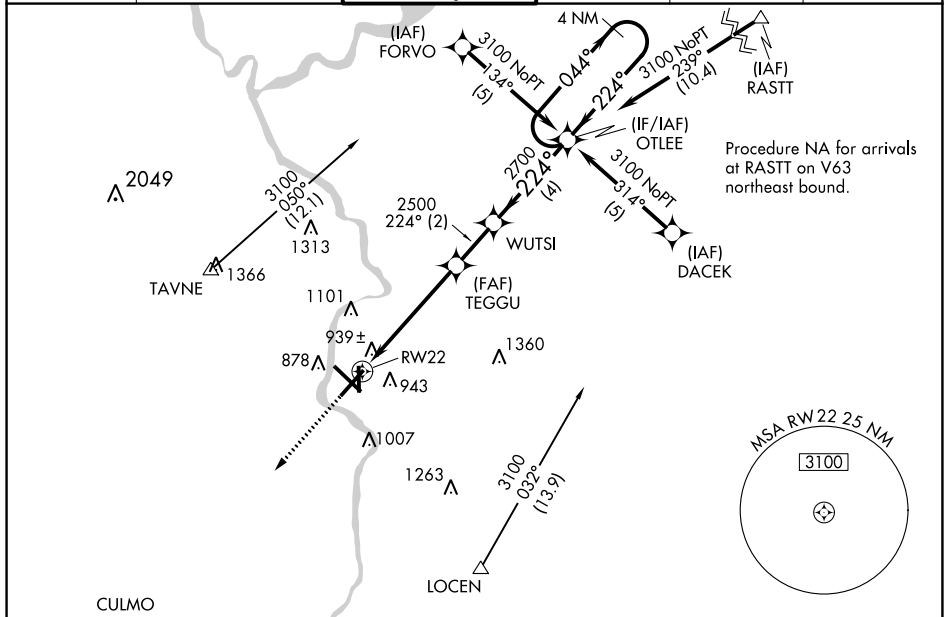 4 NM
(IAF)
FORVO
3100 NoPT
134°
(5)
044°
224°
3100 NoPT
239°
(10.4)
(IAF)
RASTT
(IF/IAF)
OTLEE
Procedure NA for arrivals
at RASTT on V63
northeast bound.
2700
224°
(4)
3100 NoPT
314°
(5)
2049
3100
050°
(12.1)
2500
224° (2)
WUTSI
1313
(IAF)
DACEK
1366
TAVNE
(FAF)
TEGGU
1101
939±
1360
878
RW22
943
1007
MSA RW 22 25 NM
3100
1263
3100
032°
(13.9)
LOCEN
CULMO